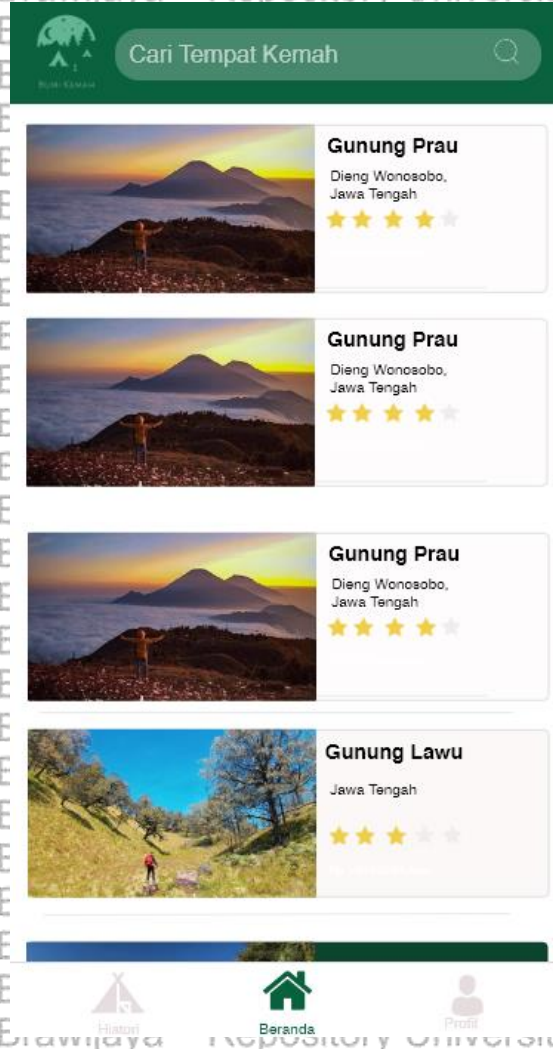 Cari Tempat Kemah
Gunung Prau
Dieng Wonosobo,
Jawa Tengah
Gunung Prau
Dieng Wonosobo,
Jawa Tengah
Gunung Prau
Dieng Wonosobo,
Jawa Tengah
Gunung Lawu
Jawa Tengah
Histori
Beranda
Profil
Brawijaya
Repository Universit